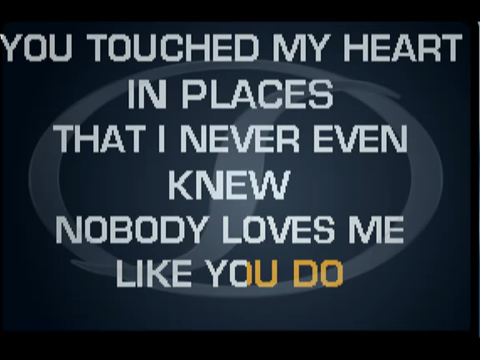 YOU TOUCHED MY HEART
IN PLACES
THAT I NEVER EVEN
KNEW
NOBODY LOVES ME
LIKE YOU DO